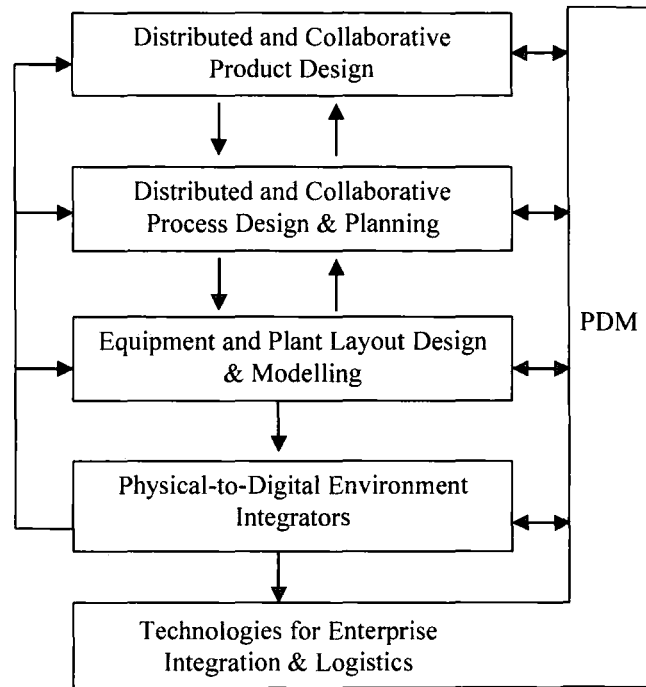 Distributed and Collaborative
Product Design
Distributed and Collaborative
Process Design & Planning
PDM
Equipment and Plant Layout Design
& Modelling
Physical-to-Digital Environment
Integrators
Technologies for Enterprise
Integration & Logistics